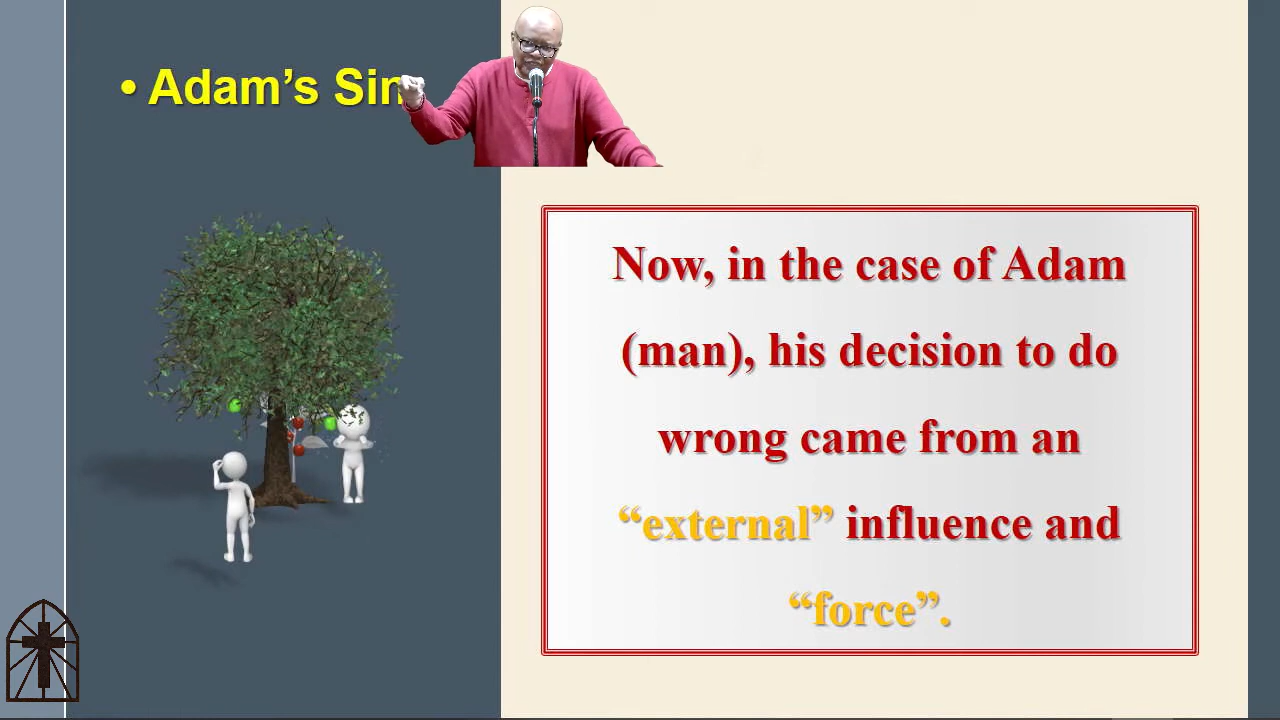 • Adam’s Sin
Now, in the case of Adam
(man), his decision to do
wrong came from an
“external” influence and
“force”.